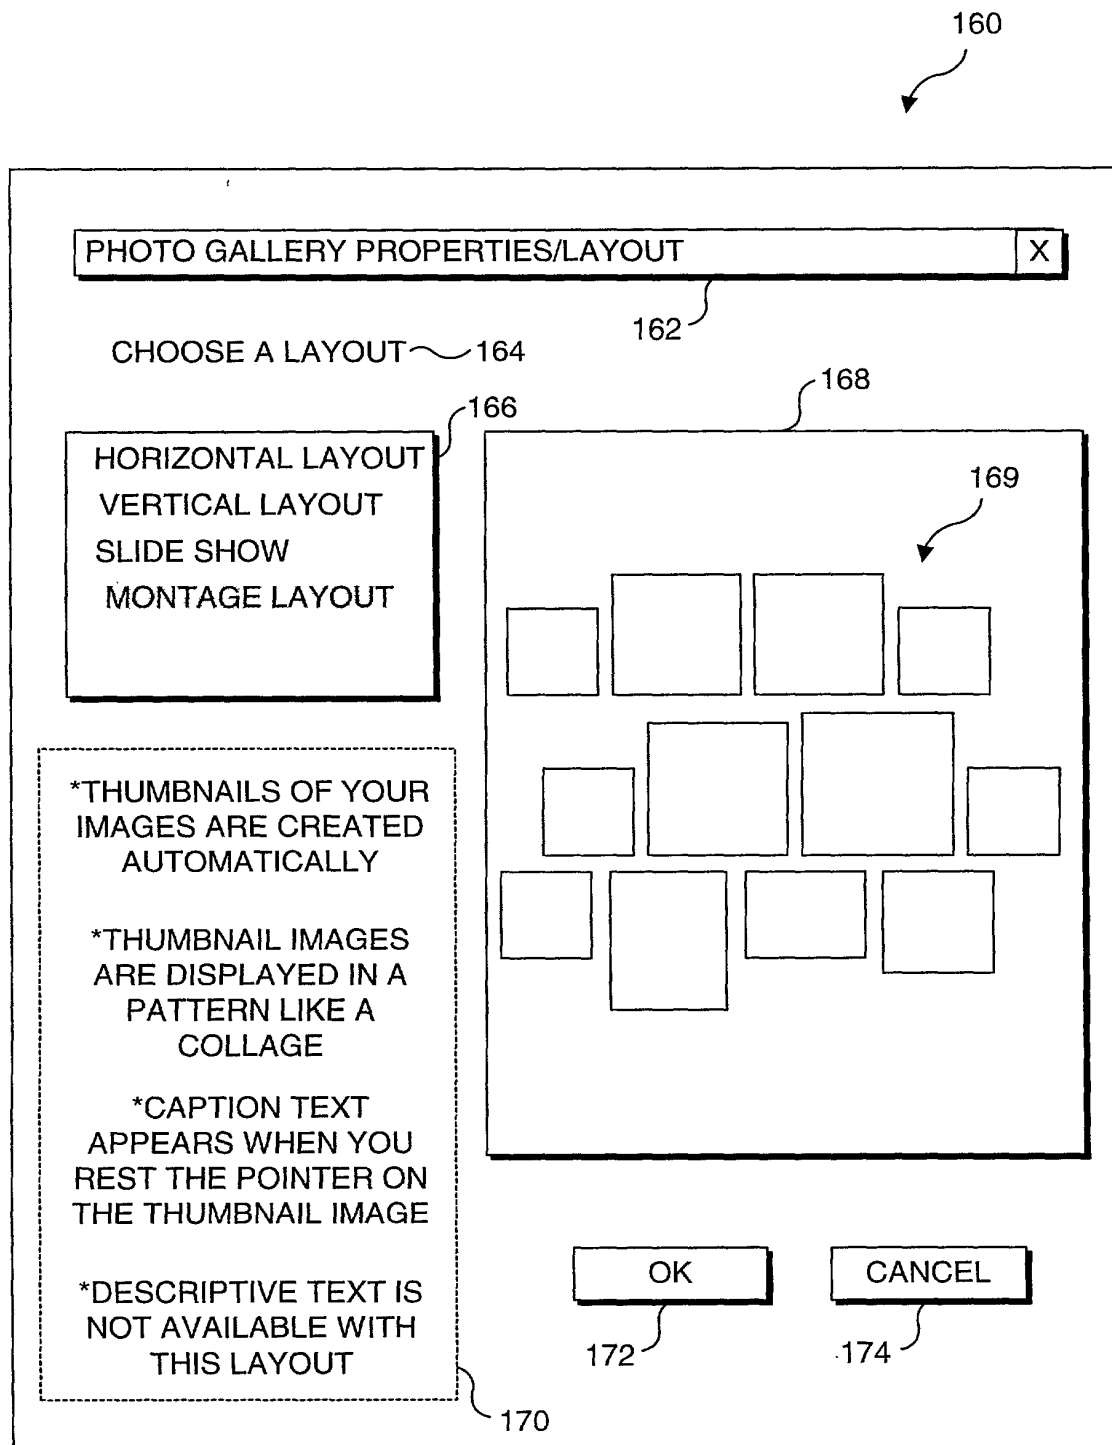 160
PHOTO GALLERY PROPERTIES/LAYOUT X
162
CHOOSE A LAYOUT 164
166
168
HORIZONTAL LAYOUT
VERTICAL LAYOUT
SLIDE SHOW
MONTAGE LAYOUT
169
*THUMBNAILS OF YOUR
IMAGES ARE CREATED
AUTOMATICALLY
*THUMBNAIL IMAGES
ARE DISPLAYED IN A
PATTERN LIKE A
COLLAGE
*CAPTION TEXT
APPEARS WHEN YOU
REST THE POINTER ON
THE THUMBNAIL IMAGE
*DESCRIPTIVE TEXT IS
NOT AVAILABLE WITH
THIS LAYOUT
170
OK
CANCEL
172
174